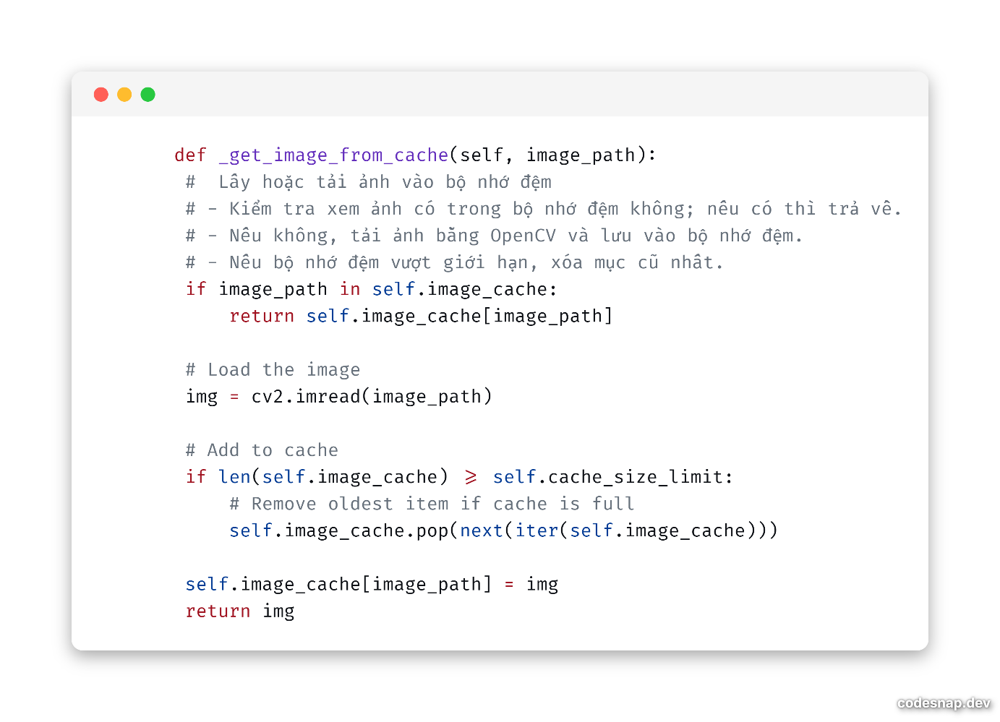 def _get_image_from_cache(self, image_path):
#  Lấy hoặc tải ảnh vào bộ nhớ đệm
# - Kiểm tra xem ảnh có trong bộ nhớ đệm không; nếu có thì trả về.
# - Nếu không, tải ảnh bằng OpenCV và lưu vào bộ nhớ đệm.
# - Nếu bộ nhớ đệm vượt giới hạn, xóa mục cũ nhất.
if image_path in self.image_cache:
return self.image_cache[image_path]
# Load the image
img = cv2.imread(image_path)
# Add to cache
if len(self.image_cache) >= self.cache_size_limit:
# Remove oldest item if cache is full
self.image_cache.pop(next(iter(self.image_cache)))
self.image_cache[image_path] = img
return img
codesnap.dev